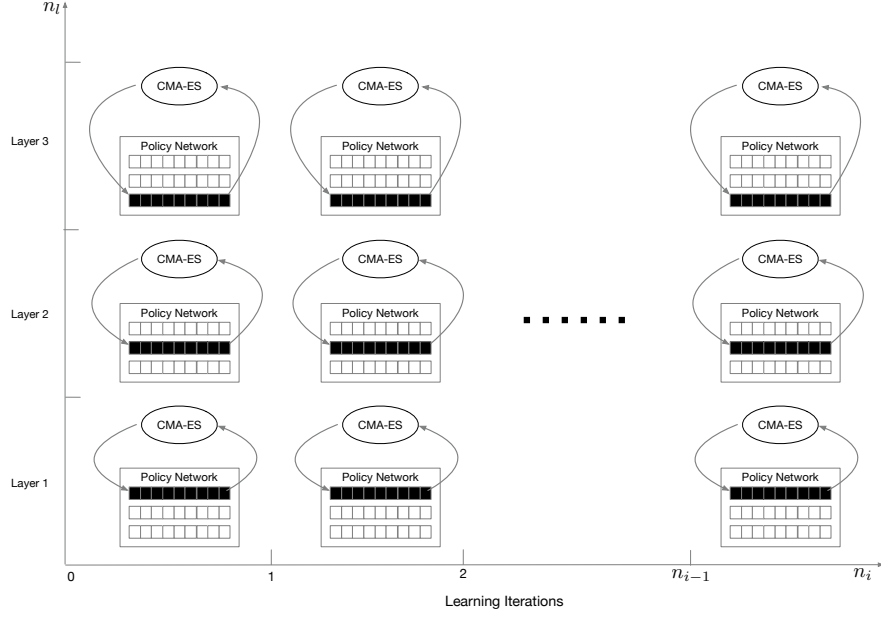 n_l
CMA-ES CMA-ES CMA-ES
Layer 3
Policy Network Policy Network Policy Network
CMA-ES CMA-ES CMA-ES
Layer 2
Policy Network Policy Network Policy Network
CMA-ES CMA-ES CMA-ES
Layer 1
Policy Network Policy Network Policy Network
0 1 2 n_{i-1} n_i
Learning Iterations